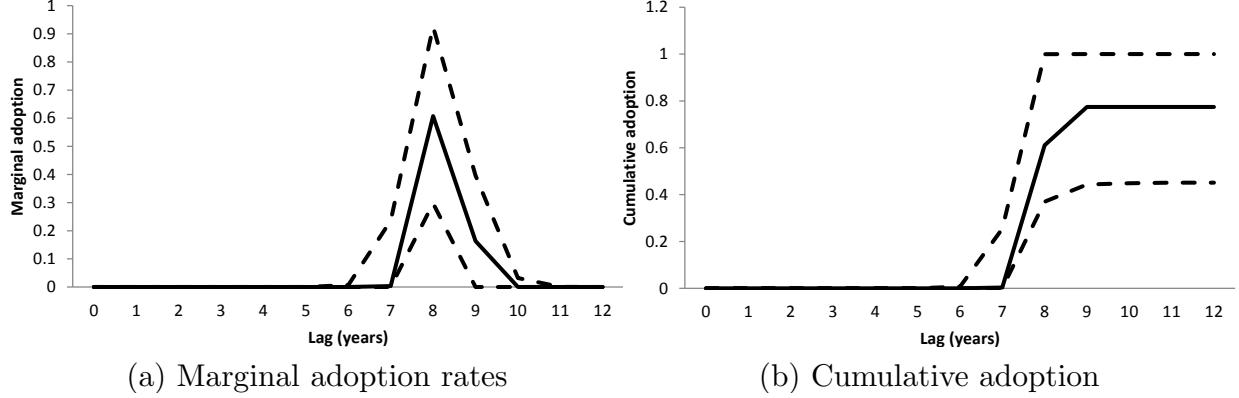 1
0.9
0.8
0.7
0.6
0.5
0.4
0.3
0.2
0.1
0
Marginal adoption
0 1 2 3 4 5 6 7 8 9 10 11 12
Lag (years)
(a) Marginal adoption rates
1.2
1
0.8
0.6
0.4
0.2
0
Cumulative adoption
0 1 2 3 4 5 6 7 8 9 10 11 12
Lag (years)
(b) Cumulative adoption